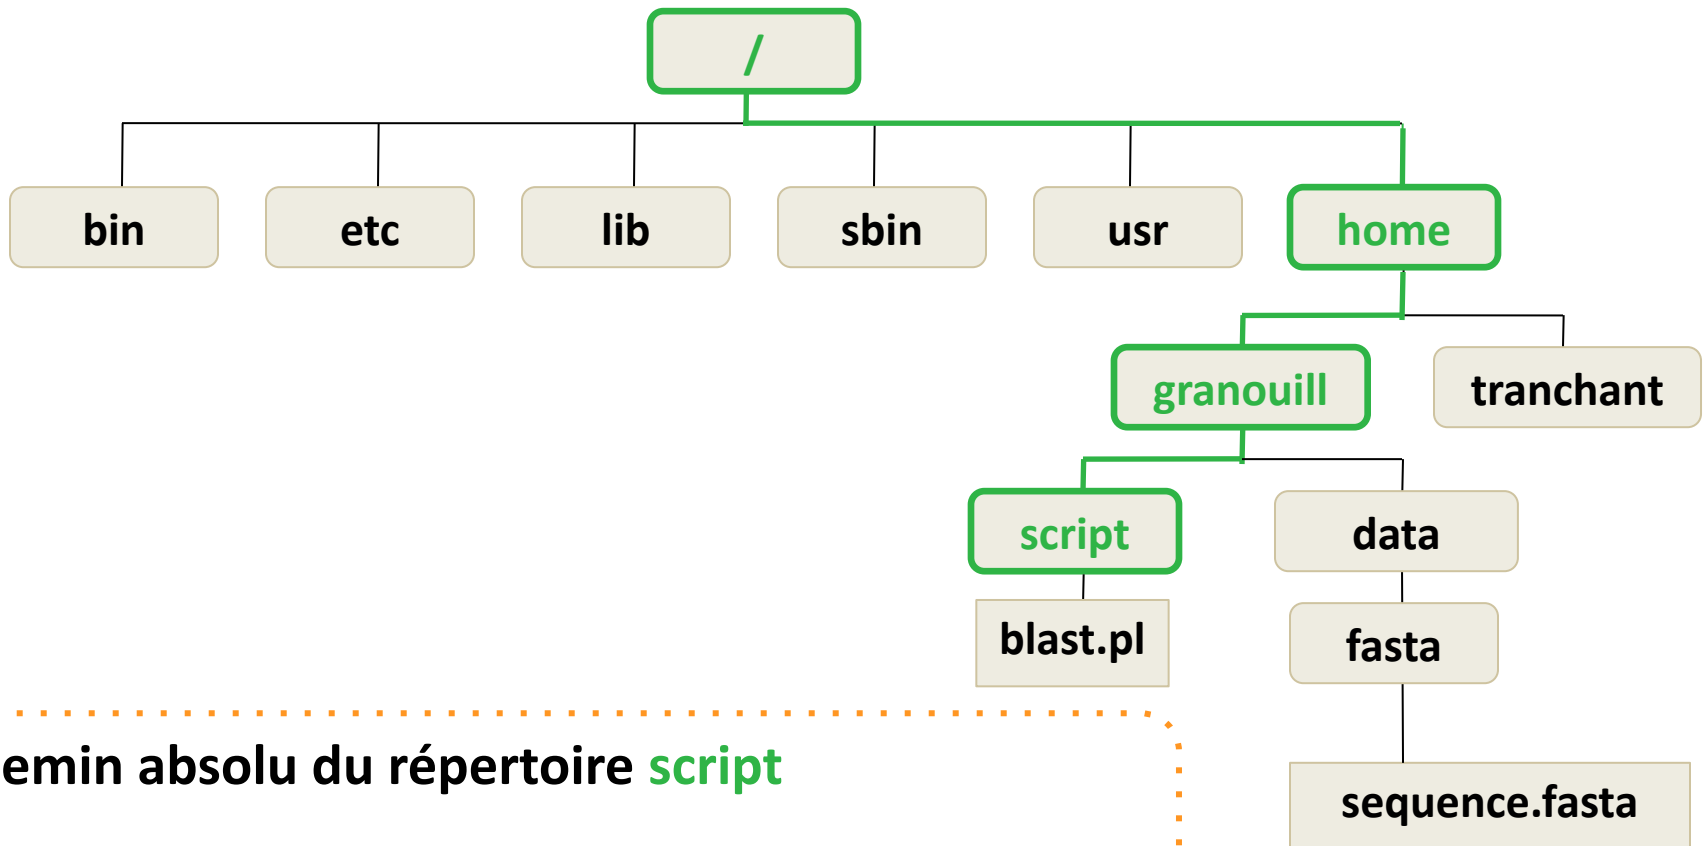 /
bin etc lib sbin usr home
granouill tranchant
script data
blast.pl fasta
emin absolu du répertoire script
sequence.fasta